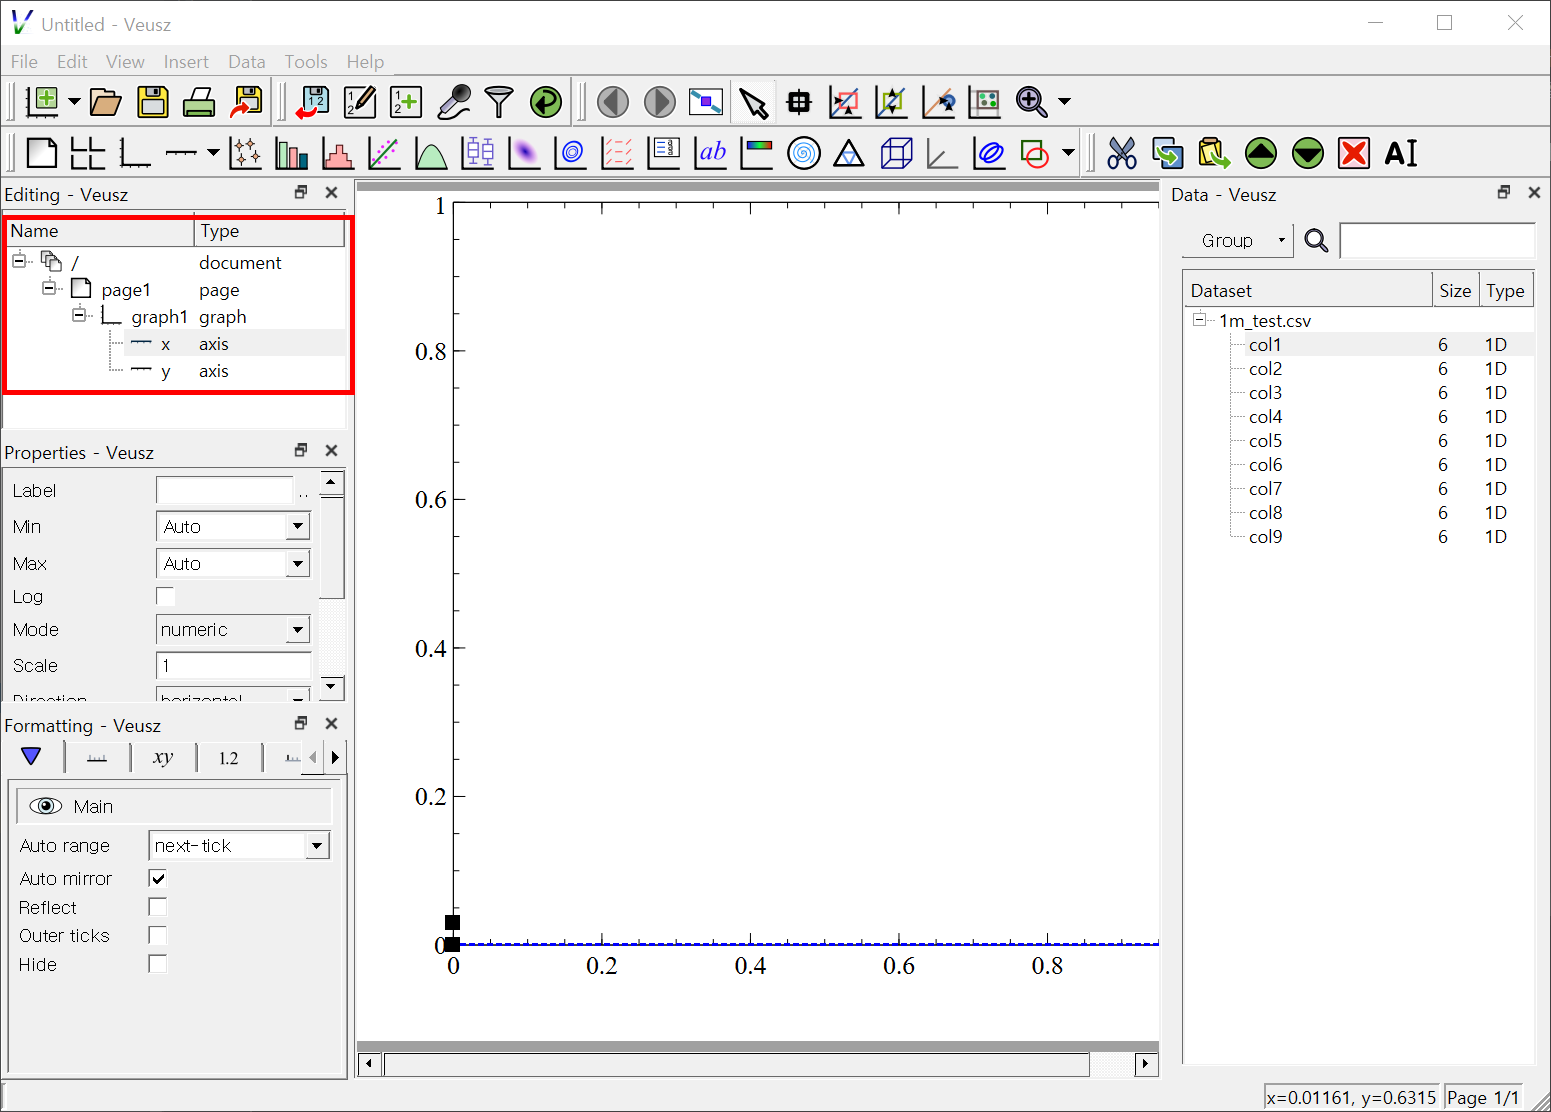 Untitled - Veusz
File Edit View Insert Data Tools Help
ab
Editing - Veusz
Name Type
/ document
page1 page
graph1 graph
x axis
y axis
Properties - Veusz
Label ..
Min Auto
Max Auto
Log
Mode numeric
Scale 1
Direction horizontal
Formatting - Veusz
xy 1.2
Main
Auto range next-tick
Auto mirror
Reflect
Outer ticks
Hide
1
0.8
0.6
0.4
0.2
0
0 0.2 0.4 0.6 0.8
Data - Veusz
Group
Dataset Size Type
1m_test.csv
col1 6 1D
col2 6 1D
col3 6 1D
col4 6 1D
col5 6 1D
col6 6 1D
col7 6 1D
col8 6 1D
col9 6 1D
x=0.01161, y=0.6315 Page 1/1